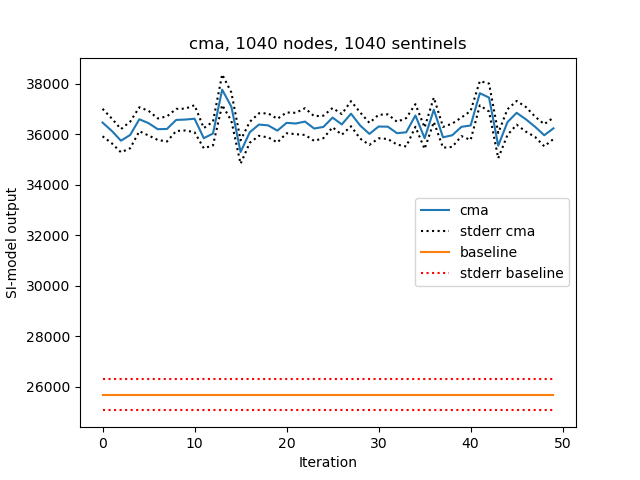 cma, 1040 nodes, 1040 sentinels
38000
36000
34000
32000
30000
28000
26000
SI-model output
cma
stderr cma
baseline
stderr baseline
0 10 20 30 40 50
Iteration